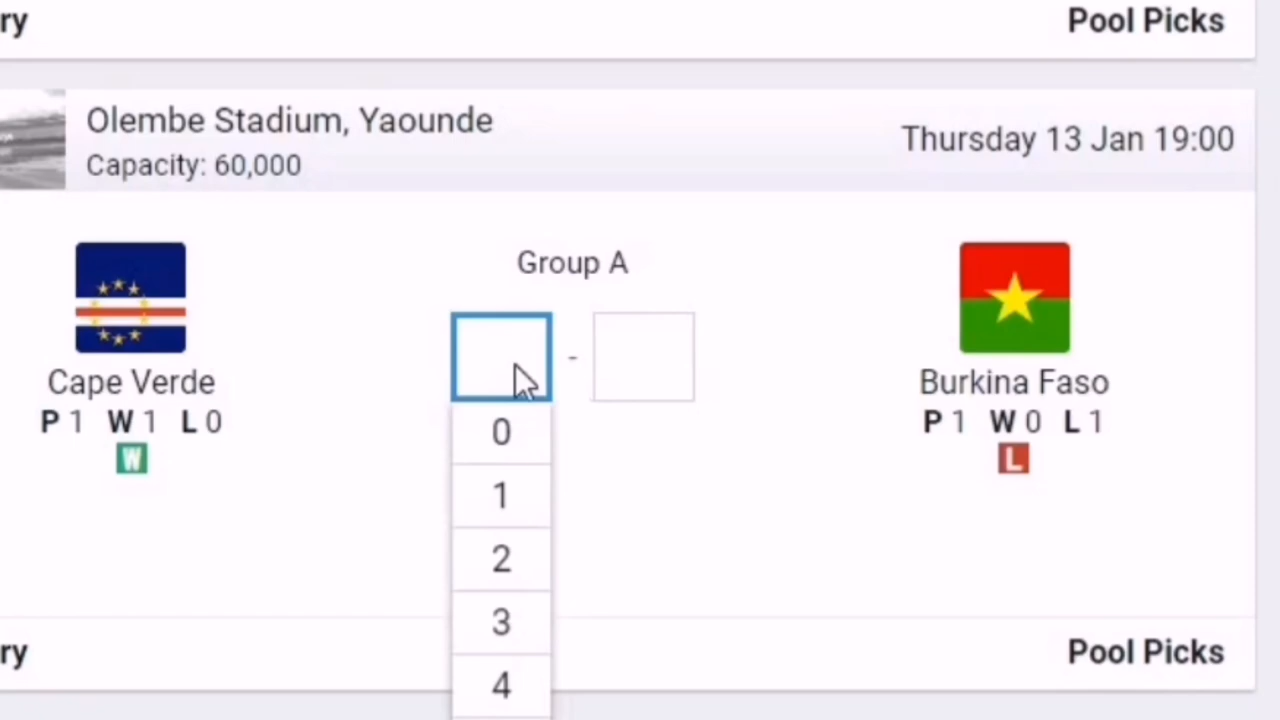 ry
Pool Picks
Olembe Stadium, Yaounde
Capacity: 60,000
Thursday 13 Jan 19:00
Group A
-
Cape Verde
P 1 W 1 L 0
W
Burkina Faso
P 1 W 0 L 1
L
0
1
2
3
4
ry
Pool Picks